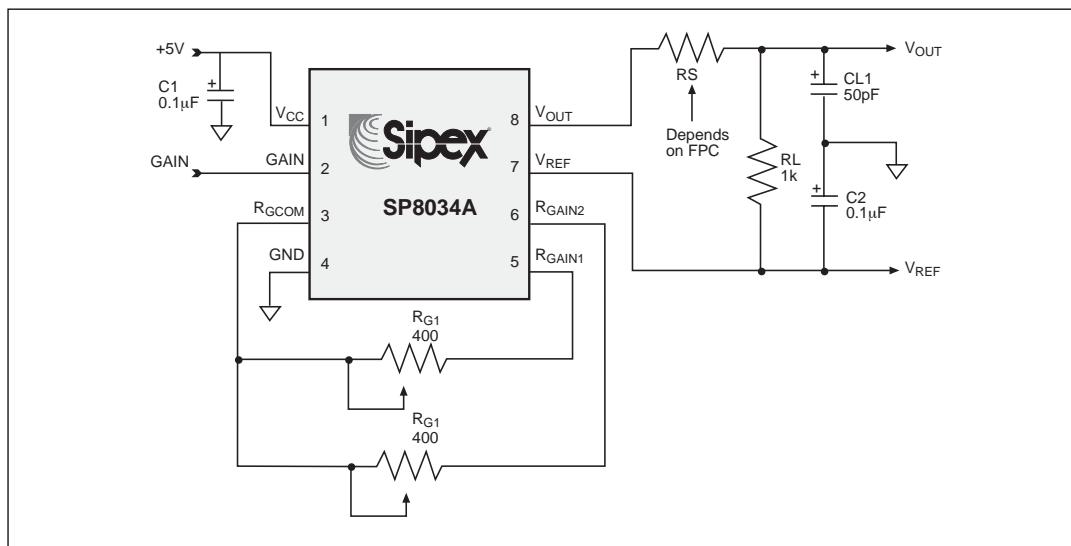 +5V
C1
+
0.1µF
VCC
1
GAIN
GAIN
2
RGCOM
3
GND
4
Sipex®
SP8034A
8
VOUT
7
VREF
6
RGAIN2
5
RGAIN1
RS
Depends
on FPC
RL
1k
+
CL1
50pF
+
C2
0.1µF
VOUT
VREF
RG1
400
RG1
400